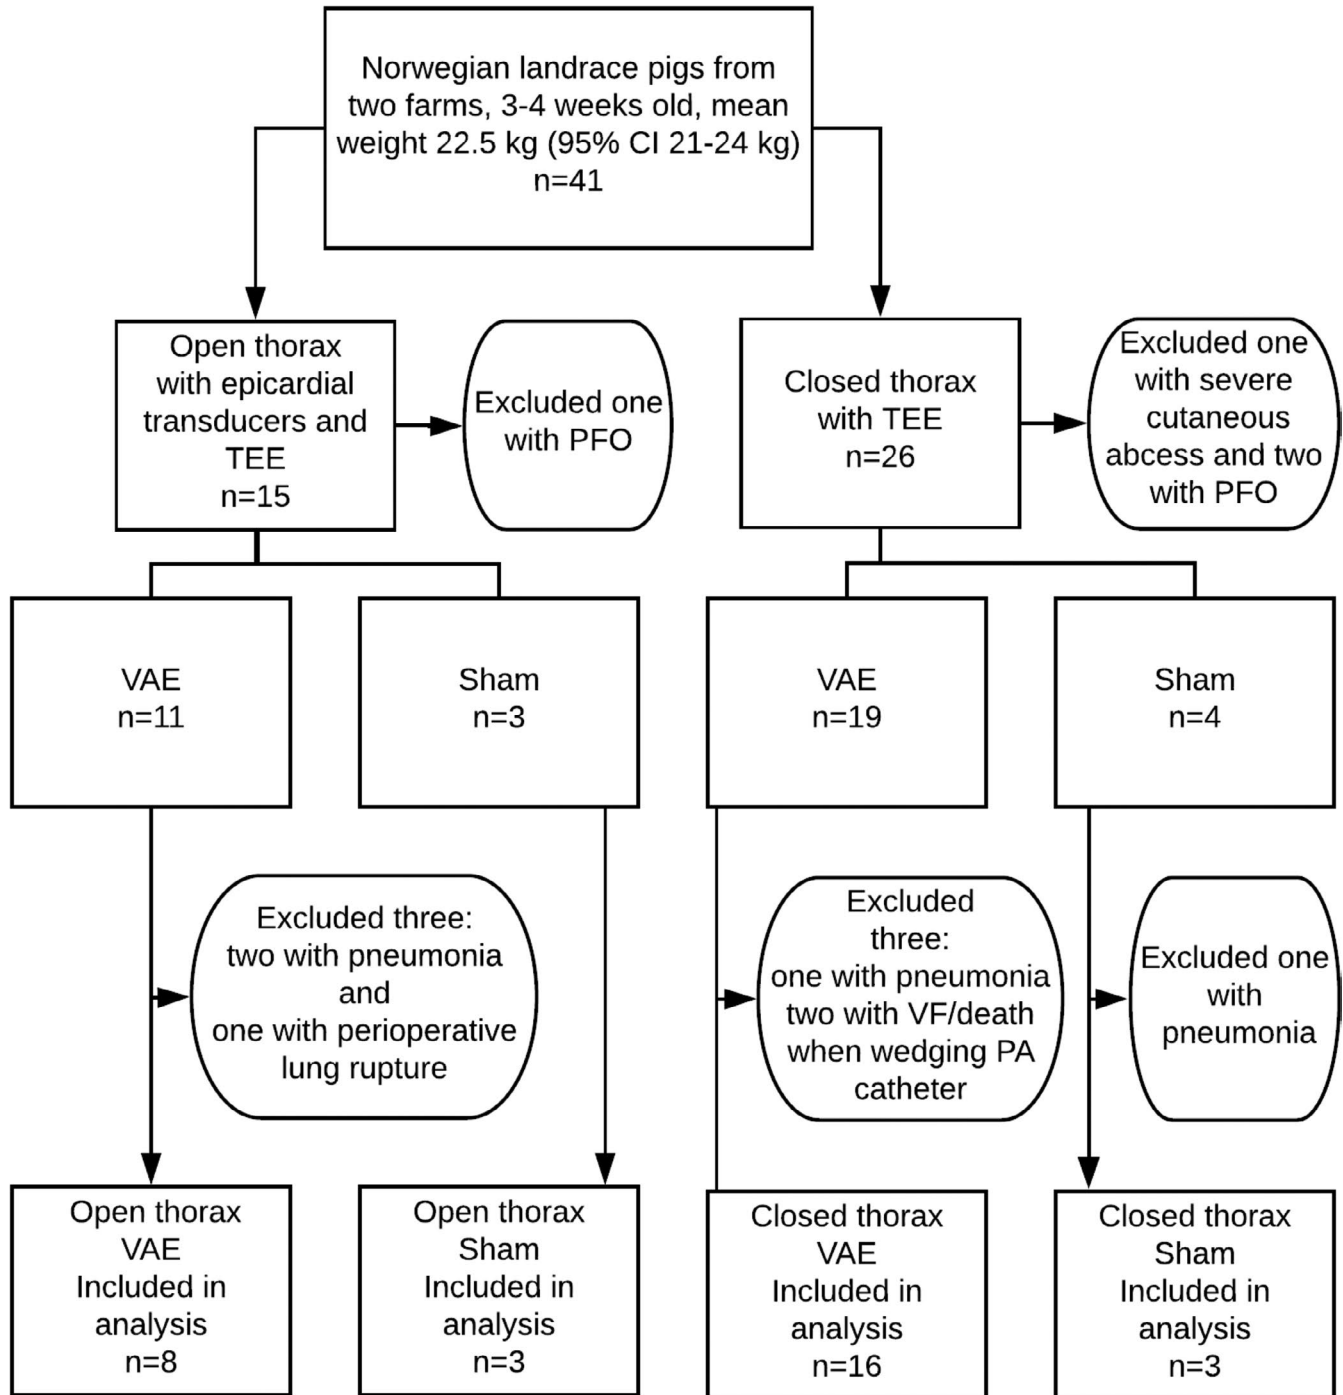 Norwegian landrace pigs from
two farms, 3-4 weeks old, mean
weight 22.5 kg (95% CI 21-24 kg)
n=41
Open thorax
with epicardial
transducers and
TEE
n=15
Excluded one
with PFO
Closed thorax
with TEE
n=26
Excluded one
with severe
cutaneous
abcess and two
with PFO
VAE
n=11
Sham
n=3
VAE
n=19
Sham
n=4
Excluded three:
two with pneumonia
and
one with perioperative
lung rupture
Excluded
three:
one with pneumonia
two with VF/death
when wedging PA
catheter
Excluded one
with
pneumonia
Open thorax
VAE
Included in
analysis
n=8
Open thorax
Sham
Included in
analysis
n=3
Closed thorax
VAE
Included in
analysis
n=16
Closed thorax
Sham
Included in
analysis
n=3